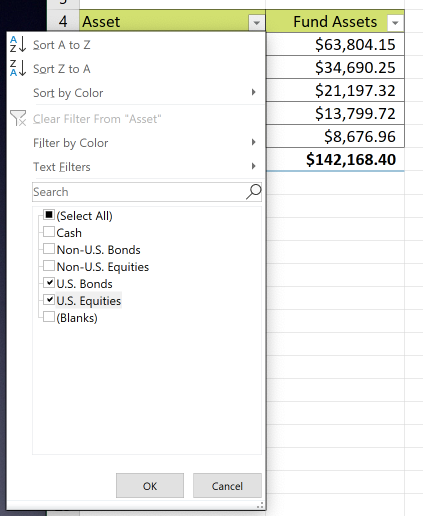 4 Asset Fund Assets
Sort A to Z $63,804.15
Sort Z to A $34,690.25
Sort by Color $21,197.32
Clear Filter From "Asset" $13,799.72
Filter by Color $8,676.96
Text Filters $142,168.40
Search
(Select All)
Cash
Non-U.S. Bonds
Non-U.S. Equities
U.S. Bonds
U.S. Equities
(Blanks)
OK Cancel